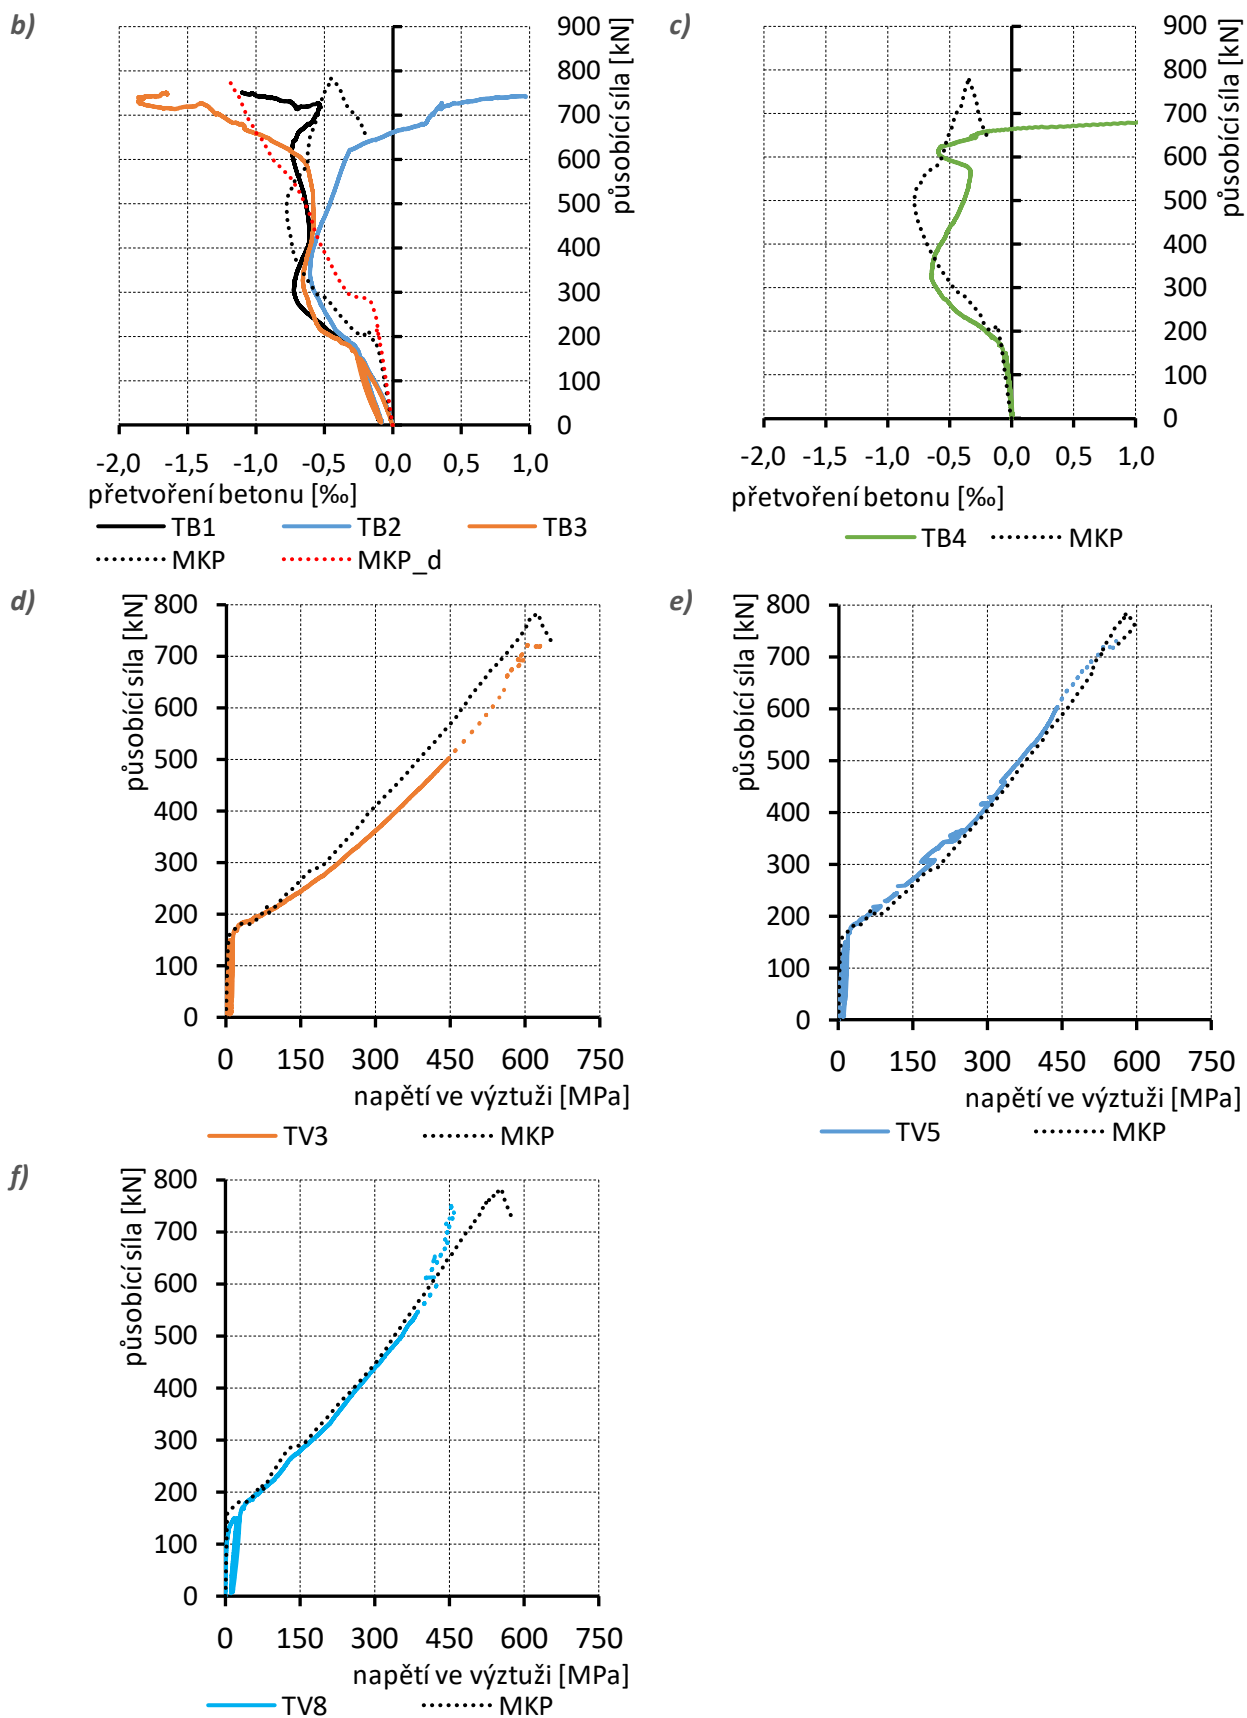 b)
900
800
700
600
500
400
300
200
100
0
působící síla [kN]
-2,0 -1,5 -1,0 -0,5 0,0 0,5 1,0
přetvoření betonu [‰]
TB1 TB2 TB3
MKP MKP_d
c)
900
800
700
600
500
400
300
200
100
0
působící síla [kN]
-2,0 -1,5 -1,0 -0,5 0,0 0,5 1,0
přetvoření betonu [‰]
TB4 MKP
d)
působící síla [kN]
800
700
600
500
400
300
200
100
0
0 150 300 450 600 750
napětí ve výztuži [MPa]
TV3 MKP
e)
působící síla [kN]
800
700
600
500
400
300
200
100
0
0 150 300 450 600 750
napětí ve výztuži [MPa]
TV5 MKP
f)
působící síla [kN]
800
700
600
500
400
300
200
100
0
0 150 300 450 600 750
napětí ve výztuži [MPa]
TV8 MKP